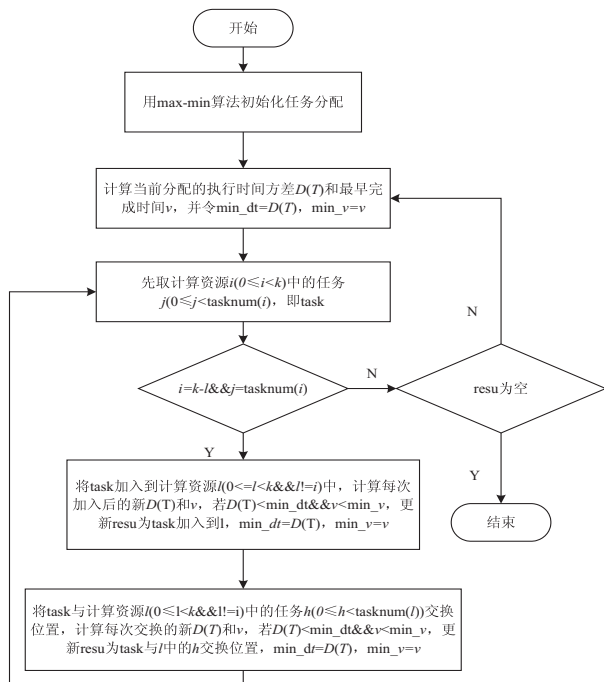 开始
用max-min算法初始化任务分配
计算当前分配的执行时间方差D(T)和最早完
成时间v，并令min_dt=D(T)，min_v=v
先取计算资源i(0≤i<k)中的任务
j(0≤j<tasknum(i)，即task
N
i=k-l&&j=tasknum(i)
N
resu为空
Y
Y
将task加入到计算资源l(0<=l<k&&l!=i)中，计算每次
加入后的新D(T)和v，若D(T)<min_dt&&v<min_v，更
新resu为task加入到l，min_dt=D(T)，min_v=v
结束
将task与计算资源l(0≤l<k&&l!=i)中的任务h(0≤h<tasknum(l))交换
位置，计算每次交换的新D(T)和v，若D(T)<min_dt&&v<min_v，更
新resu为task与l中的h交换位置，min_dt=D(T)，min_v=v